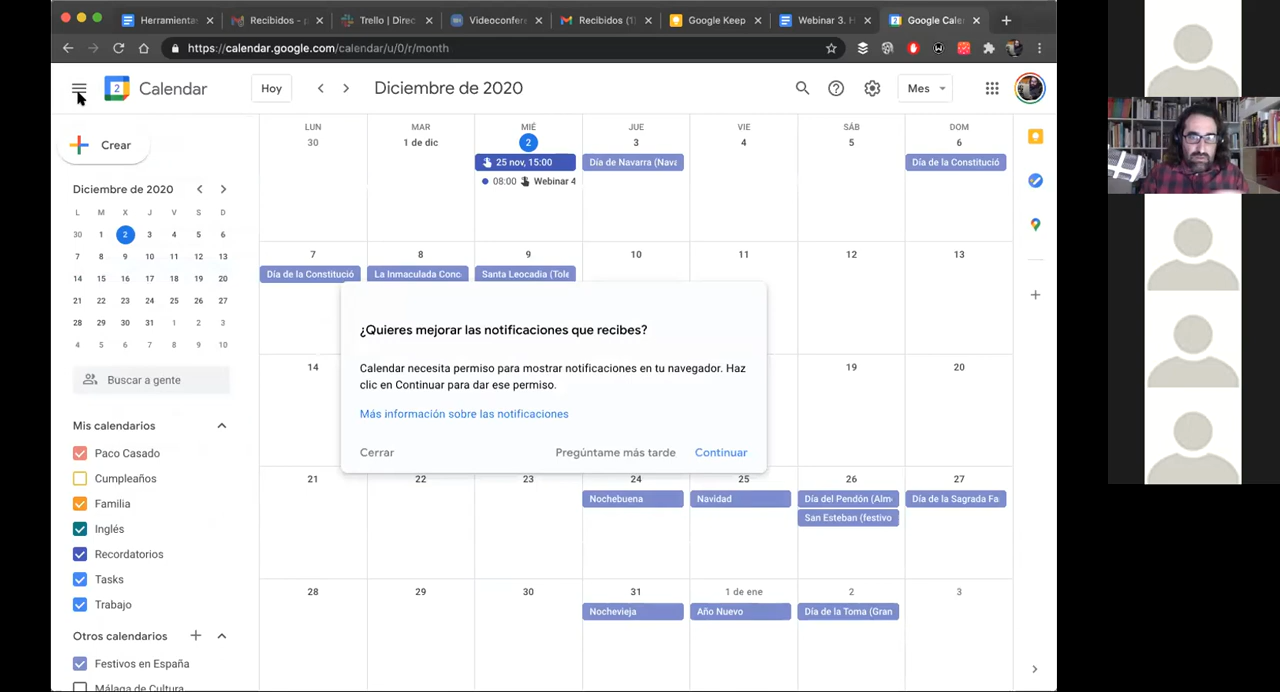 Herramientas
Recibidos - p
Trello | Direc
Videoconfer
Recibidos (1)
Google Keep
Webinar 3. H
Google Calen
https://calendar.google.com/calendar/u/0/r/month
2 Calendar
Hoy
Diciembre de 2020
Mes
Crear
Diciembre de 2020
L M X J V S D
30 1 2 3 4 5 6
7 8 9 10 11 12 13
14 15 16 17 18 19 20
21 22 23 24 25 26 27
28 29 30 31 1 2 3
4 5 6 7 8 9 10
Buscar a gente
Mis calendarios
Paco Casado
Cumpleaños
Familia
Inglés
Recordatorios
Tasks
Trabajo
Otros calendarios
Festivos en España
Málaga de Cultura
LUN MAR MIÉ JUE VIE SÁB DOM
30 1 de dic 2 3 4 5 6
25 nov, 15:00
Día de Navarra (Nava
Día de la Constitució
08:00 Webinar 4
7 8 9 10 11 12 13
Día de la Constitució
La Inmaculada Conc
Santa Leocadia (Tole
14 19 20
¿Quieres mejorar las notificaciones que recibes?
Calendar necesita permiso para mostrar notificaciones en tu navegador. Haz
clic en Continuar para dar ese permiso.
Más información sobre las notificaciones
Cerrar
Pregúntame más tarde
Continuar
21 22 23 24 25 26 27
Nochebuena
Navidad
Día del Pendón (Alme
Día de la Sagrada Fa
San Esteban (festivo
28 29 30 31 1 de ene 2 3
Nochevieja
Año Nuevo
Día de la Toma (Gran